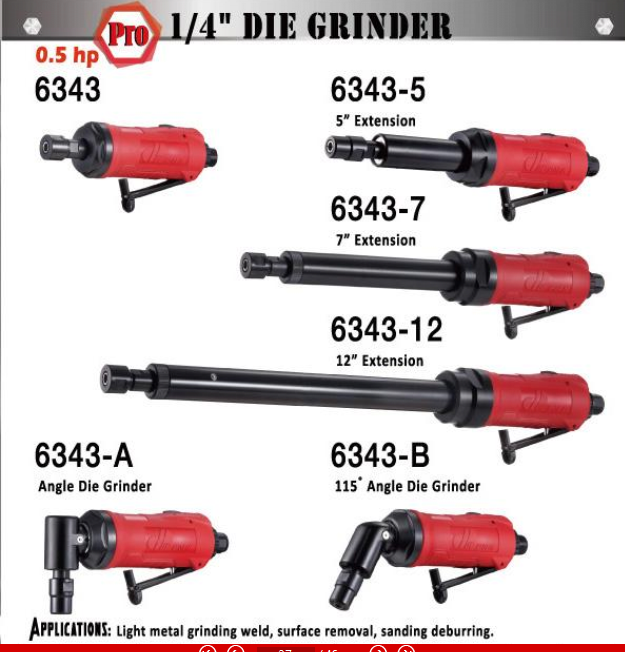 Pro 1/4" DIE GRINDER
0.5 hp
6343
6343-5
5" Extension
6343-7
7" Extension
6343-12
12" Extension
6343-A
Angle Die Grinder
6343-B
115° Angle Die Grinder
APPLICATIONS: Light metal grinding weld, surface removal, sanding deburring.